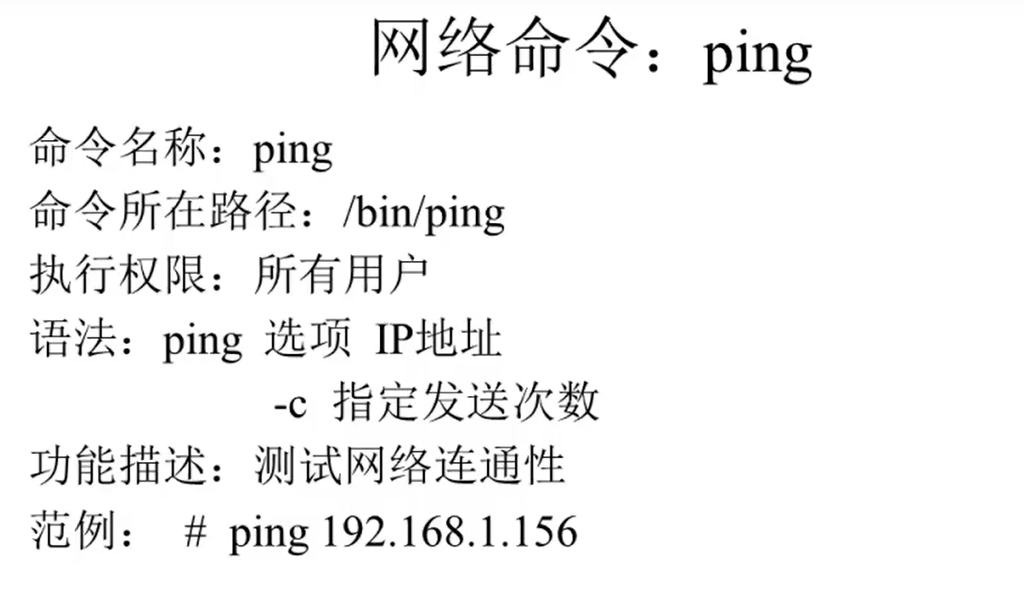 网络命令：ping
命令名称：ping
命令所在路径：/bin/ping
执行权限：所有用户
语法：ping 选项 IP地址
-c 指定发送次数
功能描述：测试网络连通性
范例： # ping 192.168.1.156